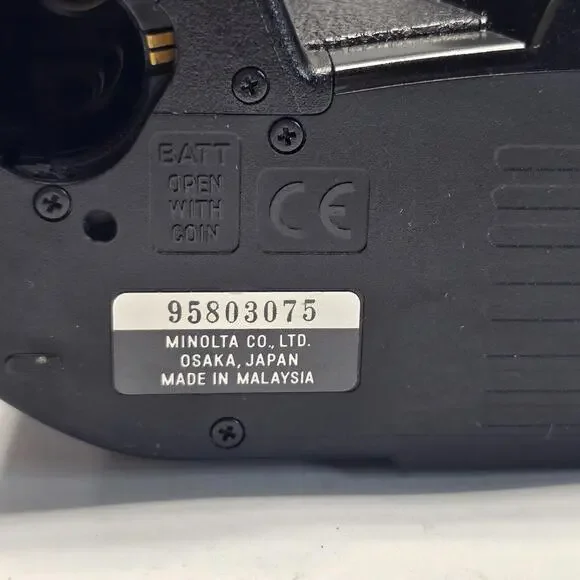 BATT
OPEN
WITH
COIN
CE
95803075
MINOLTA CO., LTD.
OSAKA, JAPAN
MADE IN MALAYSIA